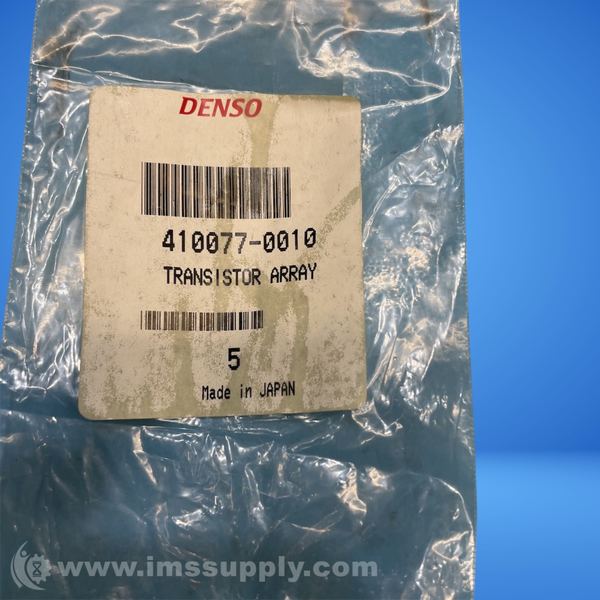 DENSO
410077-0010
TRANSISTOR ARRAY
5
Made in JAPAN
www.imssupply.com